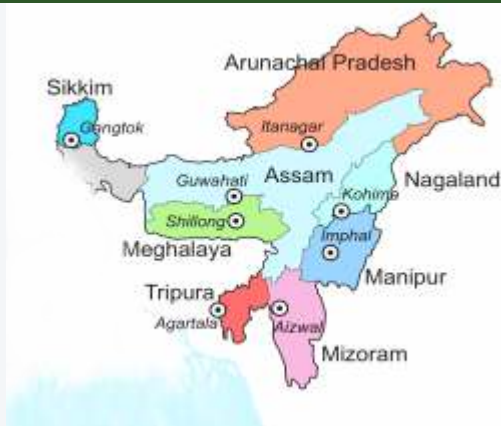 Arunachal Pradesh
Sikkim
Gangtok
Itanagar
Guwahati
Assam
Nagaland
Kohima
Shillong
Imphal
Meghalaya
Manipur
Tripura
Agartala
Aizwal
Mizoram